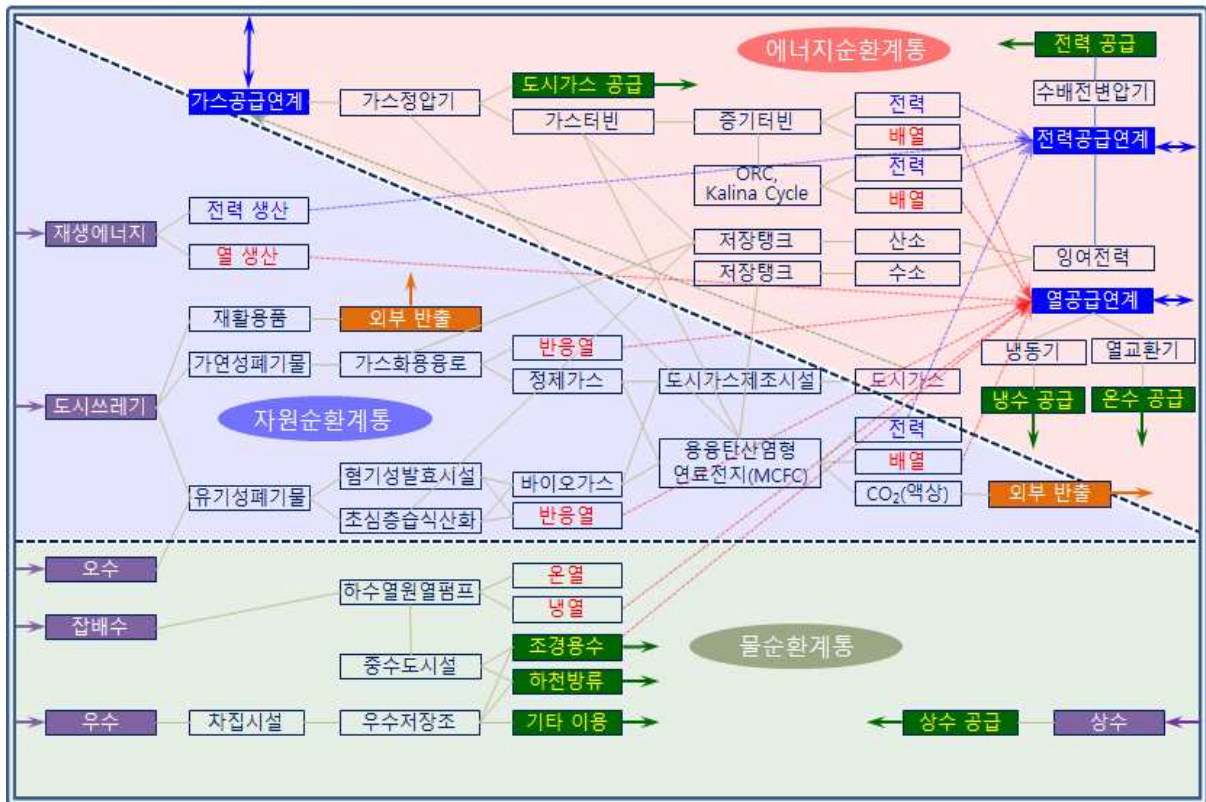 에너지순환계통
전력 공급
도시가스 공급
수배전변압기
가스공급연계
가스정압기
가스터빈
증기터빈
전력
배열
전력공급연계
ORC,
Kalina Cycle
전력
배열
재생에너지
전력 생산
열 생산
저장탱크
산소
저장탱크
수소
잉여전력
열공급연계
재활용품
외부 반출
가연성폐기물
가스화용융로
반응열
정제가스
도시가스제조시설
도시가스
냉동기
열교환기
도시쓰레기
자원순환계통
냉수 공급
온수 공급
용융탄산염형
연료전지(MCFC)
전력
배열
CO₂(액상)
외부 반출
유기성폐기물
혐기성발효시설
초심층습식산화
바이오가스
반응열
오수
잡배수
하수열원열펌프
온열
냉열
중수도시설
조경용수
하천방류
물순환계통
우수
차집시설
우수저장조
기타 이용
상수 공급
상수